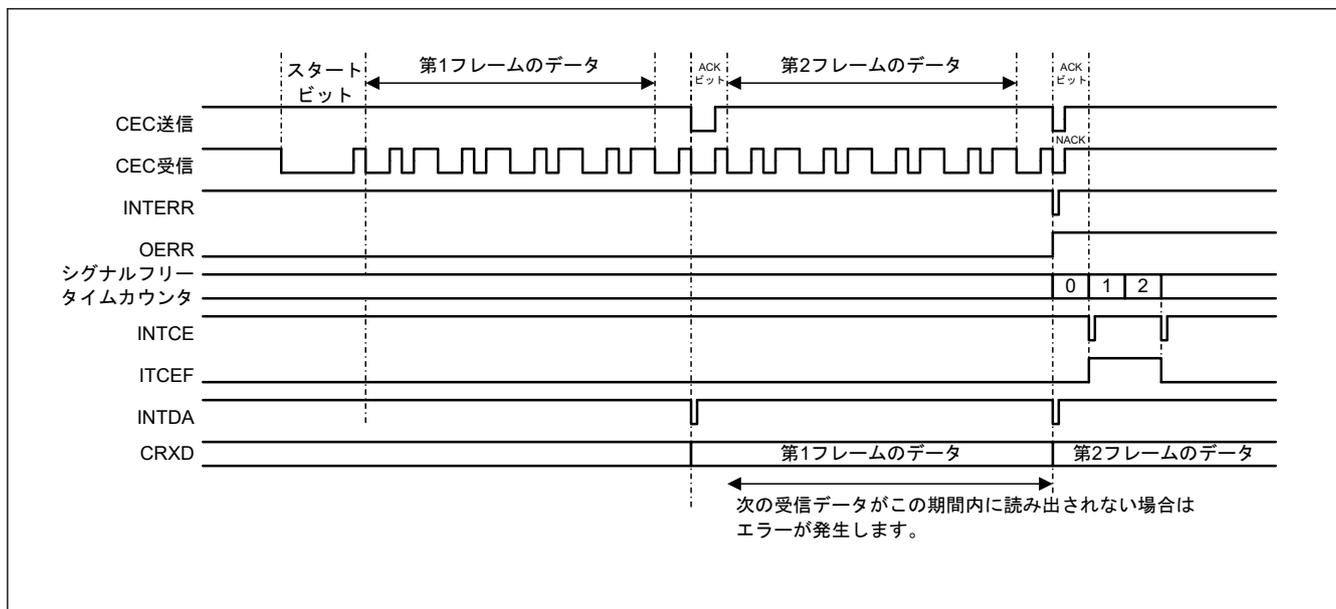 スタート
ビット
第1フレームのデータ
ACK
ビット
第2フレームのデータ
ACK
ビット
CEC送信
NACK
CEC受信
INTERR
OERR
シグナルフリー
タイムカウンタ
0 1 2
INTCE
ITCEF
INTDA
CRXD
第1フレームのデータ
第2フレームのデータ
次の受信データがこの期間内に読み出されない場合は
エラーが発生します。